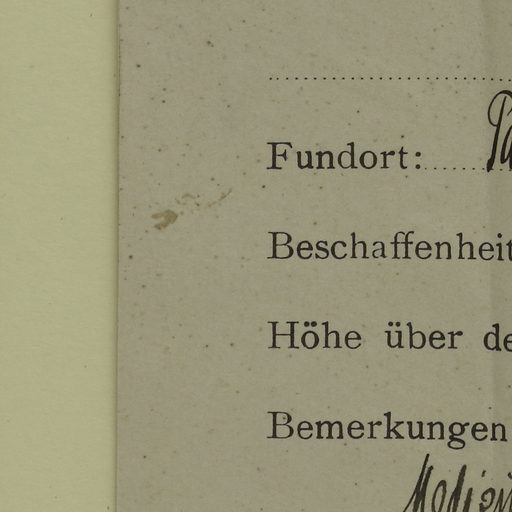 Fundort:
Beschaffenheit
Höhe über de
Bemerkungen